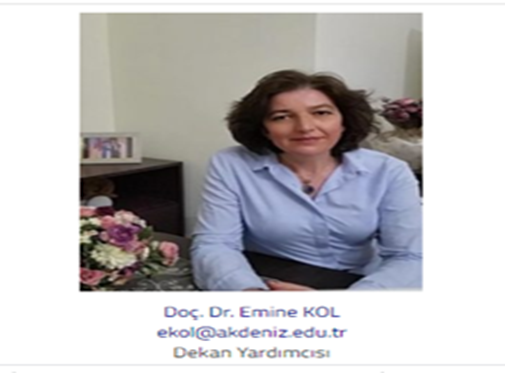 Doç. Dr. Emine KOL
ekol@akdeniz.edu.tr
Dekan Yardımcısı